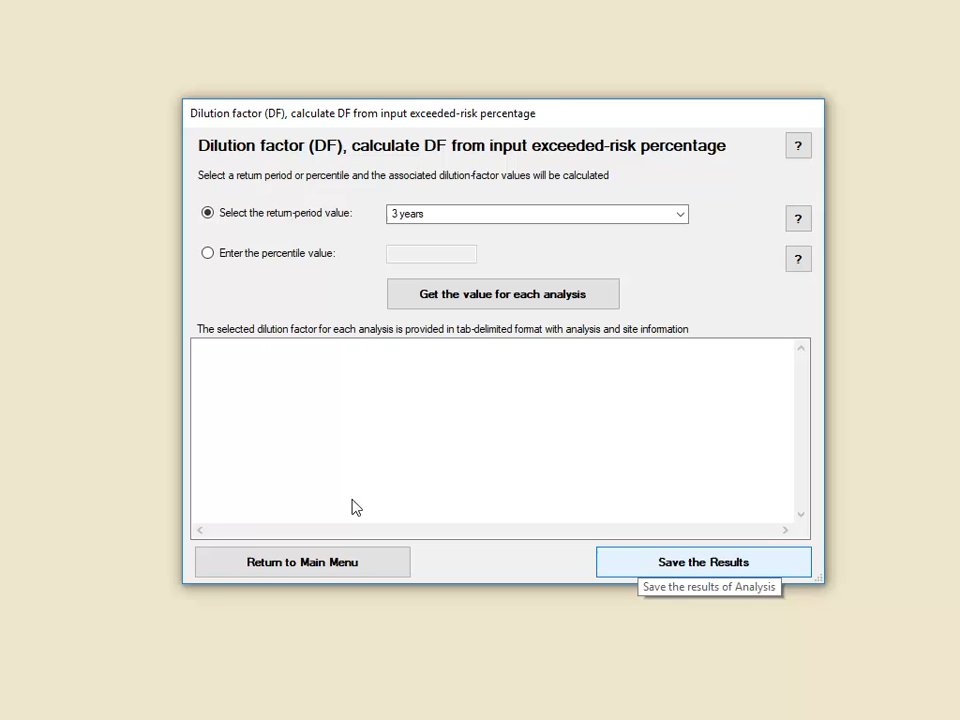 Dilution factor (DF), calculate DF from input exceeded-risk percentage
Dilution factor (DF), calculate DF from input exceeded-risk percentage
?
Select a return period or percentile and the associated dilution-factor values will be calculated
Select the return-period value:
3 years
?
Enter the percentile value:
?
Get the value for each analysis
The selected dilution factor for each analysis is provided in tab-delimited format with analysis and site information
Return to Main Menu
Save the Results
Save the results of Analysis